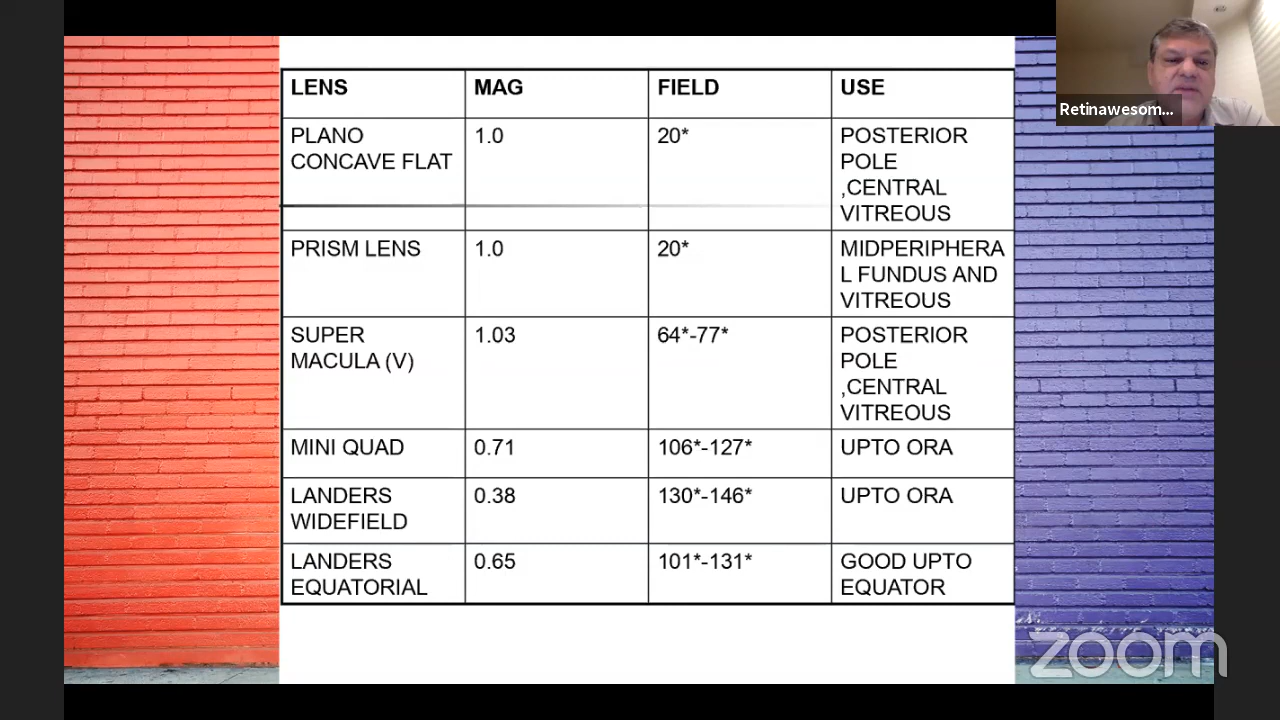 LENS MAG FIELD USE
PLANO 1.0 20* POSTERIOR
CONCAVE FLAT POLE
,CENTRAL
VITREOUS
PRISM LENS 1.0 20* MIDPERIPHERA
L FUNDUS AND
VITREOUS
SUPER 1.03 64*-77* POSTERIOR
MACULA (V) POLE
,CENTRAL
VITREOUS
MINI QUAD 0.71 106*-127* UPTO ORA
LANDERS 0.38 130*-146* UPTO ORA
WIDEFIELD
LANDERS 0.65 101*-131* GOOD UPTO
EQUATORIAL EQUATOR
Retinawesom...
zoom